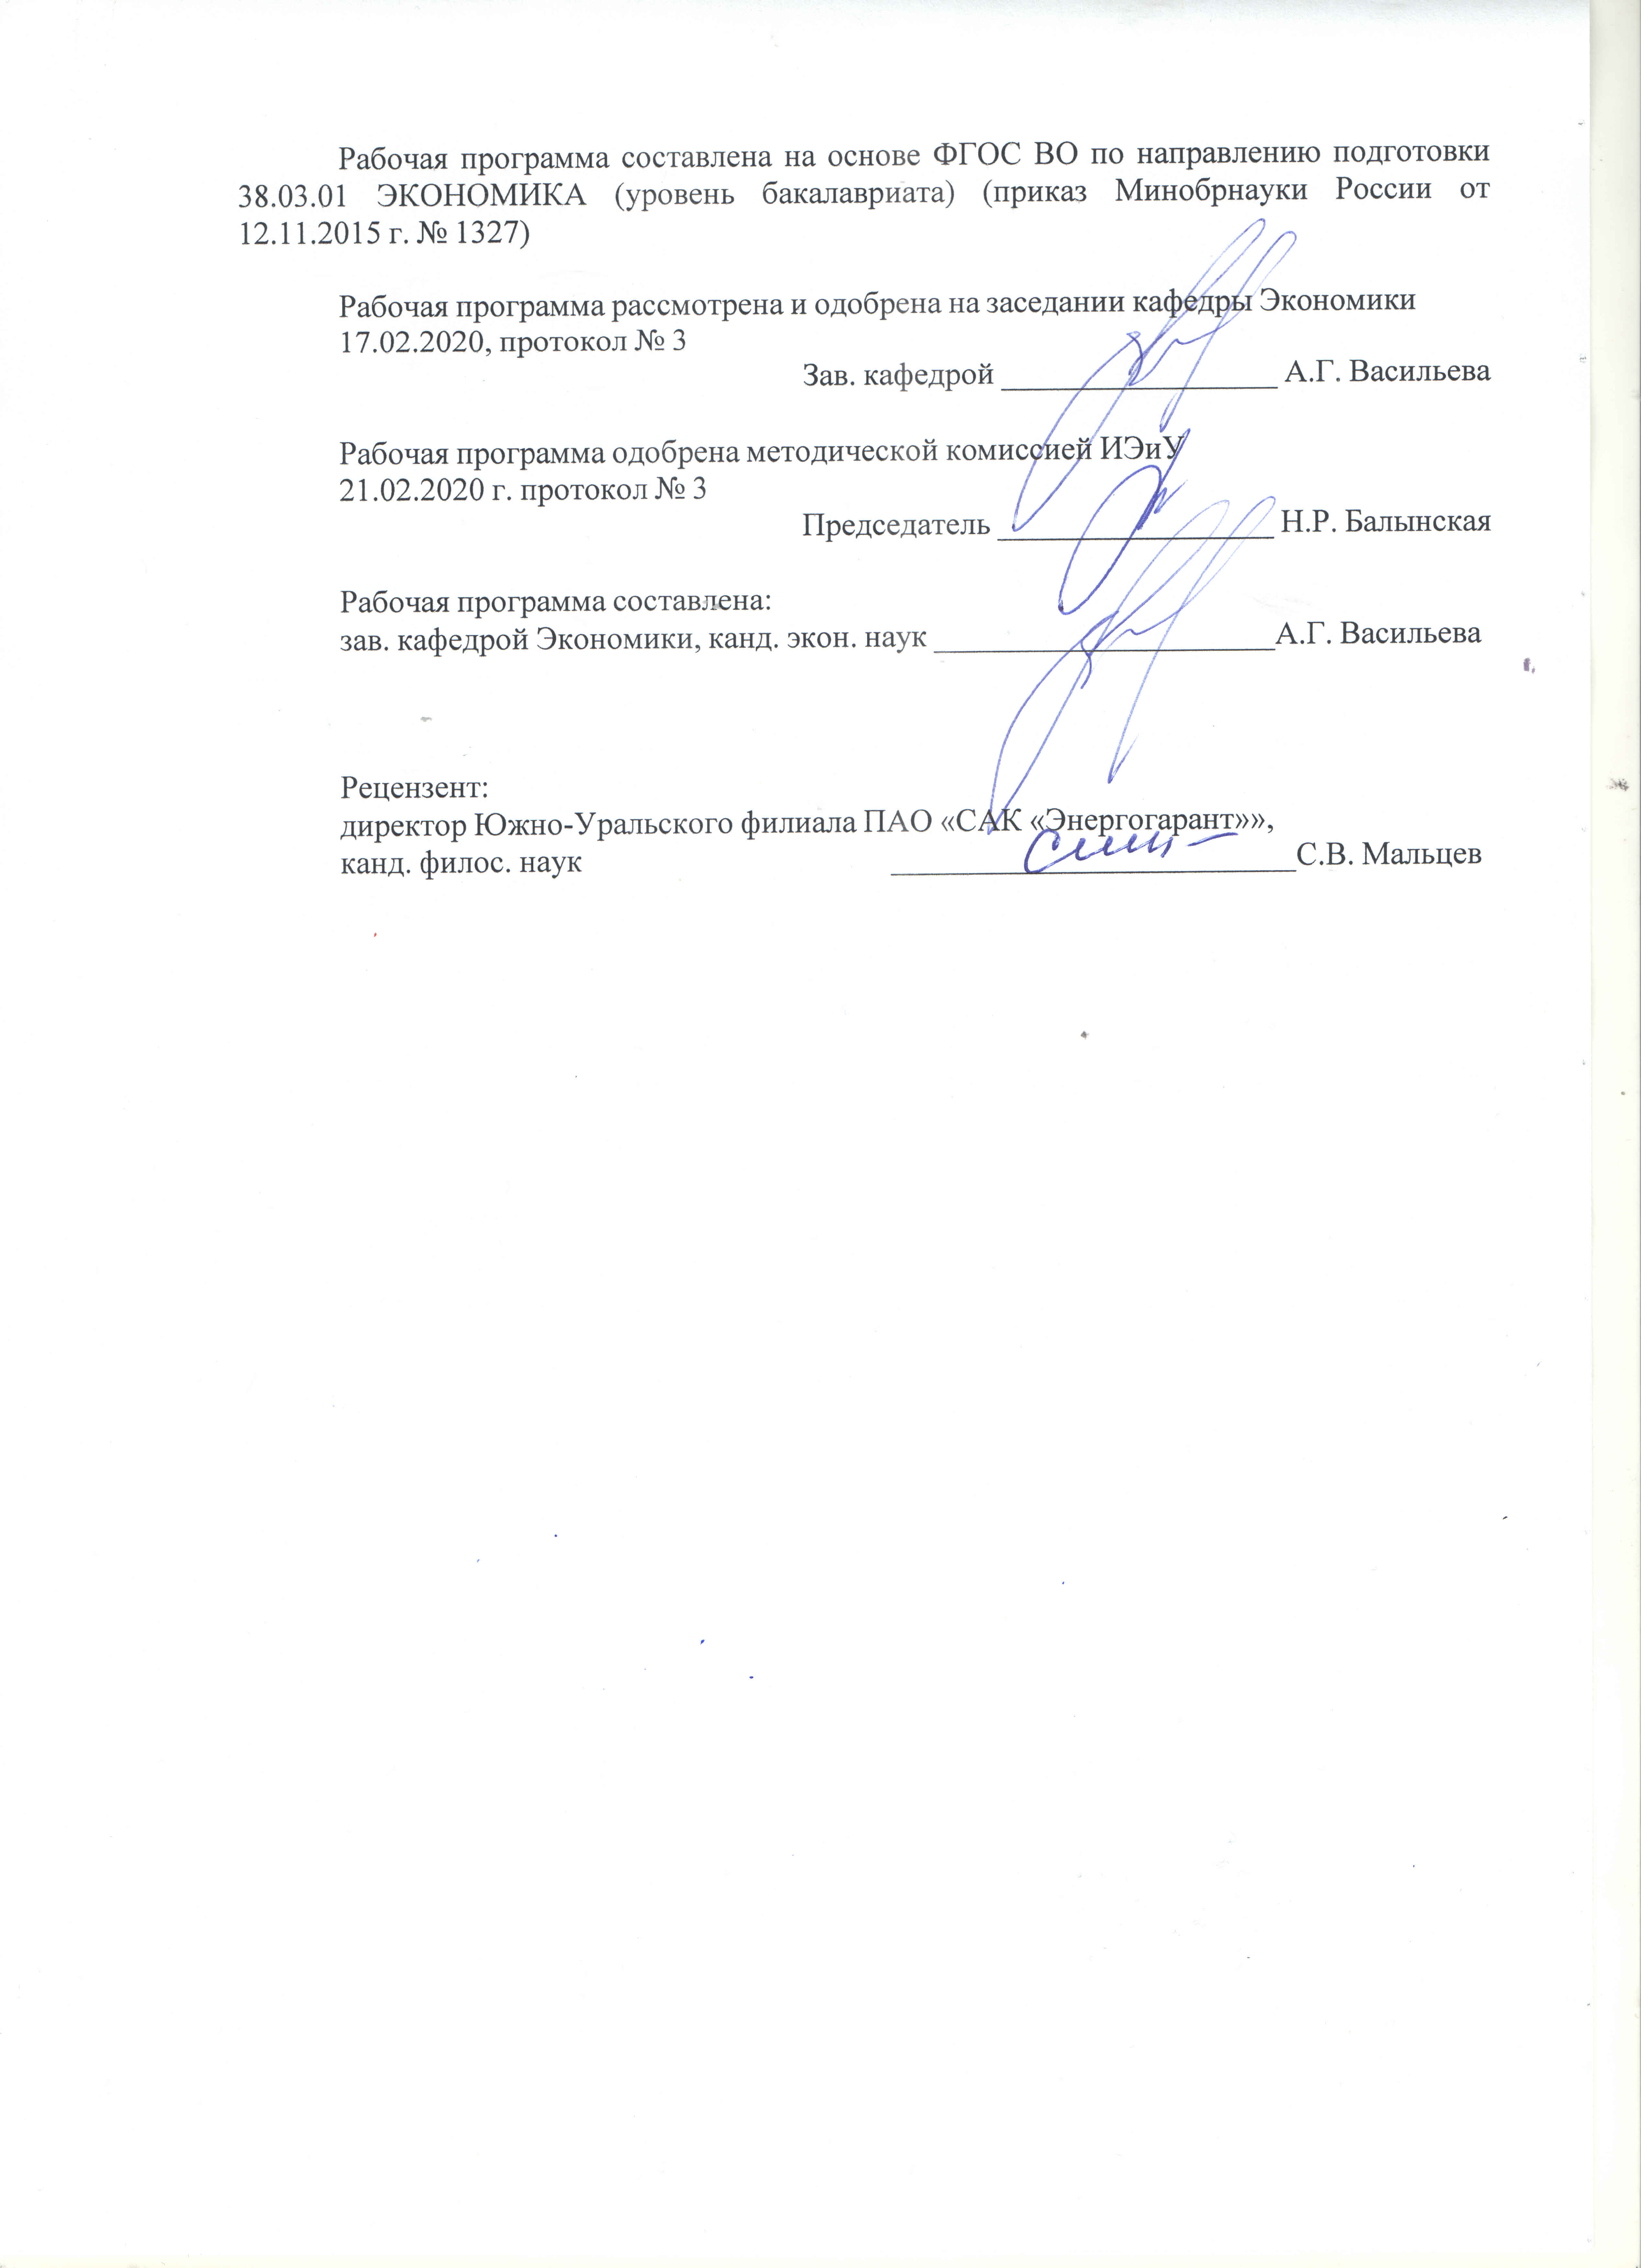 Рабочая программа составлена на основе ФГОС ВО по направлению подготовки
38.03.01 ЭКОНОМИКА (уровень бакалавриата) (приказ Минобрнауки России от
12.11.2015 г. № 1327)
Рабочая программа рассмотрена и одобрена на заседании кафедры Экономики
17.02.2020, протокол № 3
Зав. кафедрой ________________ А.Г. Васильева
Рабочая программа одобрена методической комиссией ИЭиУ
21.02.2020 г. протокол № 3
Председатель ________________ Н.Р. Балынская
Рабочая программа составлена:
зав. кафедрой Экономики, канд. экон. наук ____________________А.Г. Васильева
Рецензент:
директор Южно-Уральского филиала ПАО «САК «Энергогарант»»,
канд. филос. наук ________________________С.В. Мальцев